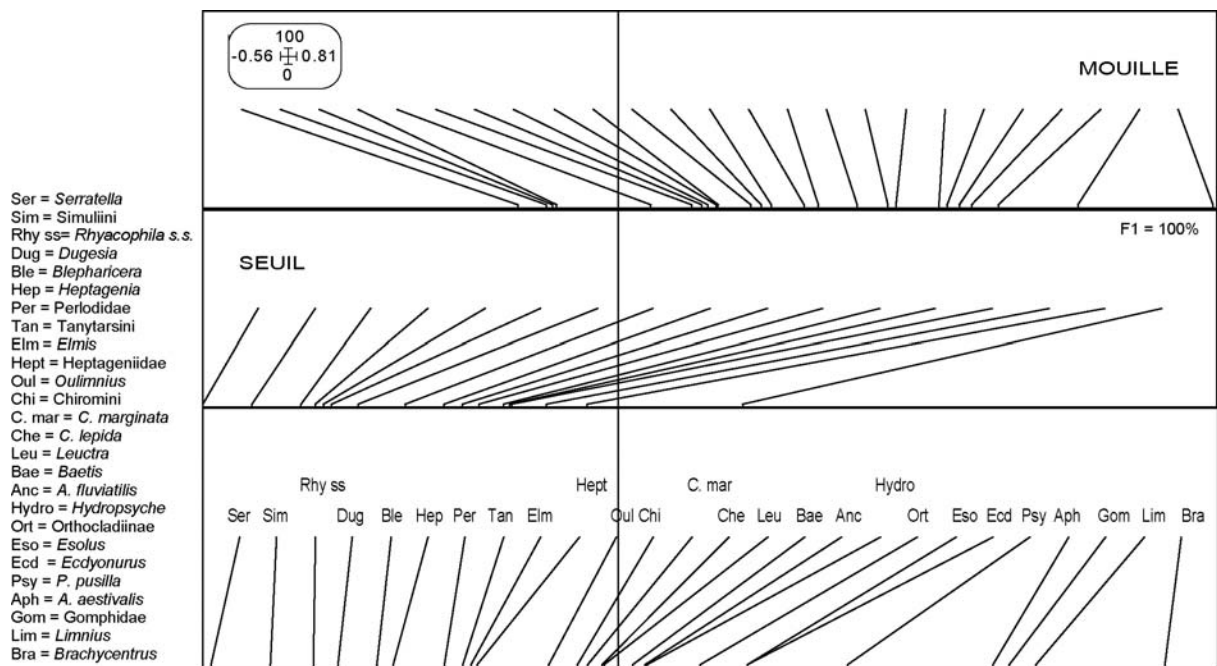 100
-0.56 0.81
0
MOUILLE
F1 = 100%
SEUIL
Ser = Serratella
Sim = Simuliini
Rhy ss= Rhyacophila s.s.
Dug = Dugesia
Ble = Blepharicera
Hep = Heptagenia
Per = Perlodidae
Tan = Tanytarsini
Elm = Elmis
Hept = Heptageniidae
Oul = Oulimnius
Chi = Chiromini
C. mar = C. marginata
Che = C. lepida
Leu = Leuctra
Bae = Baetis
Anc = A. fluviatilis
Hydro = Hydropsyche
Ort = Orthocladiinae
Eso = Esolus
Ecd = Ecdyonurus
Psy = P. pusilla
Aph = A. aestivalis
Gom = Gomphidae
Lim = Limnius
Bra = Brachycentrus
Rhy ss Hept C. mar Hydro
Ser Sim Dug Ble Hep Per Tan Elm Oul Chi Che Leu Bae Anc Ort Eso Ecd Psy Aph Gom Lim Bra